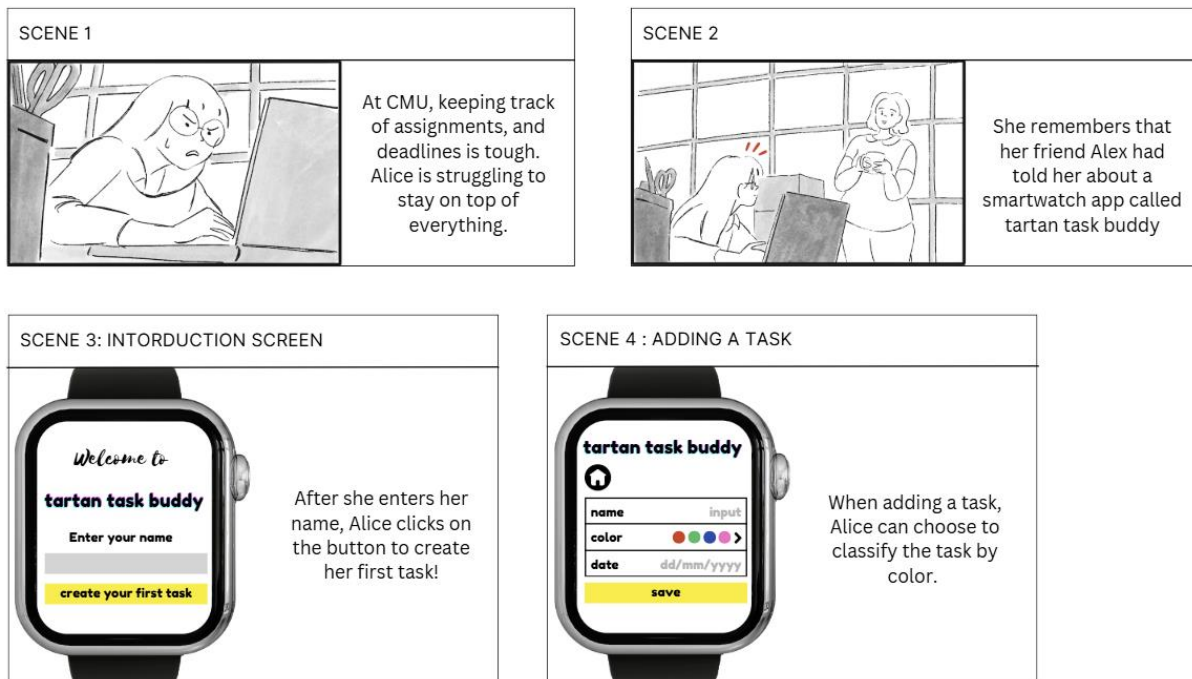 SCENE 1
At CMU, keeping track
of assignments, and
deadlines is tough.
Alice is struggling to
stay on top of
everything.
SCENE 2
She remembers that
her friend Alex had
told her about a
smartwatch app called
tartan task buddy
SCENE 3: INTORDUCTION SCREEN
Welcome to
tartan task buddy
Enter your name
create your first task
After she enters her
name, Alice clicks on
the button to create
her first task!
SCENE 4 : ADDING A TASK
tartan task buddy
name input
color
date dd/mm/yyyy
save
When adding a task,
Alice can choose to
classify the task by
color.